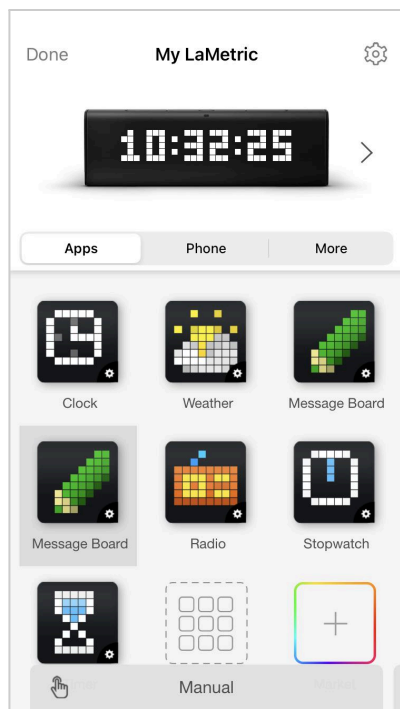 Done My LaMetric
10:32:25
Apps Phone More
Clock Weather Message Board
Message Board Radio Stopwatch
Manual